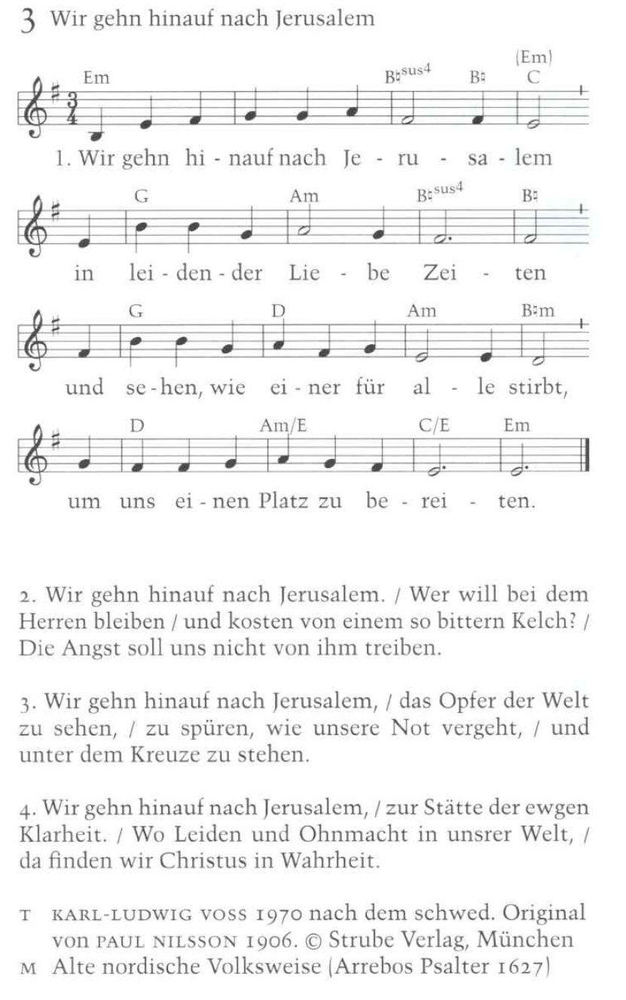 3 Wir gehn hinauf nach Jerusalem
(Em)
Em B♮sus4 B♮ C
3
4
1. Wir gehn hi - nauf nach Je - ru - sa - lem
G Am B♮sus4 B♮
in lei - den - der Lie - be Zei - ten
G D Am B♮m
und se - hen, wie ei - ner für al - le stirbt,
D Am/E C/E Em
um uns ei - nen Platz zu be - rei - ten.
2. Wir gehn hinauf nach Jerusalem. / Wer will bei dem
Herren bleiben / und kosten von einem so bittern Kelch? /
Die Angst soll uns nicht von ihm treiben.
3. Wir gehn hinauf nach Jerusalem, / das Opfer der Welt
zu sehen, / zu spüren, wie unsere Not vergeht, / und
unter dem Kreuze zu stehen.
4. Wir gehn hinauf nach Jerusalem, / zur Stätte der ewgen
Klarheit. / Wo Leiden und Ohnmacht in unsrer Welt, /
da finden wir Christus in Wahrheit.
T KARL-LUDWIG VOSS 1970 nach dem schwed. Original
von PAUL NILSSON 1906. © Strube Verlag, München
M Alte nordische Volksweise (Arrebos Psalter 1627)